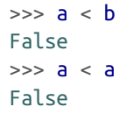 >>> a < b
False
>>> a < a
False